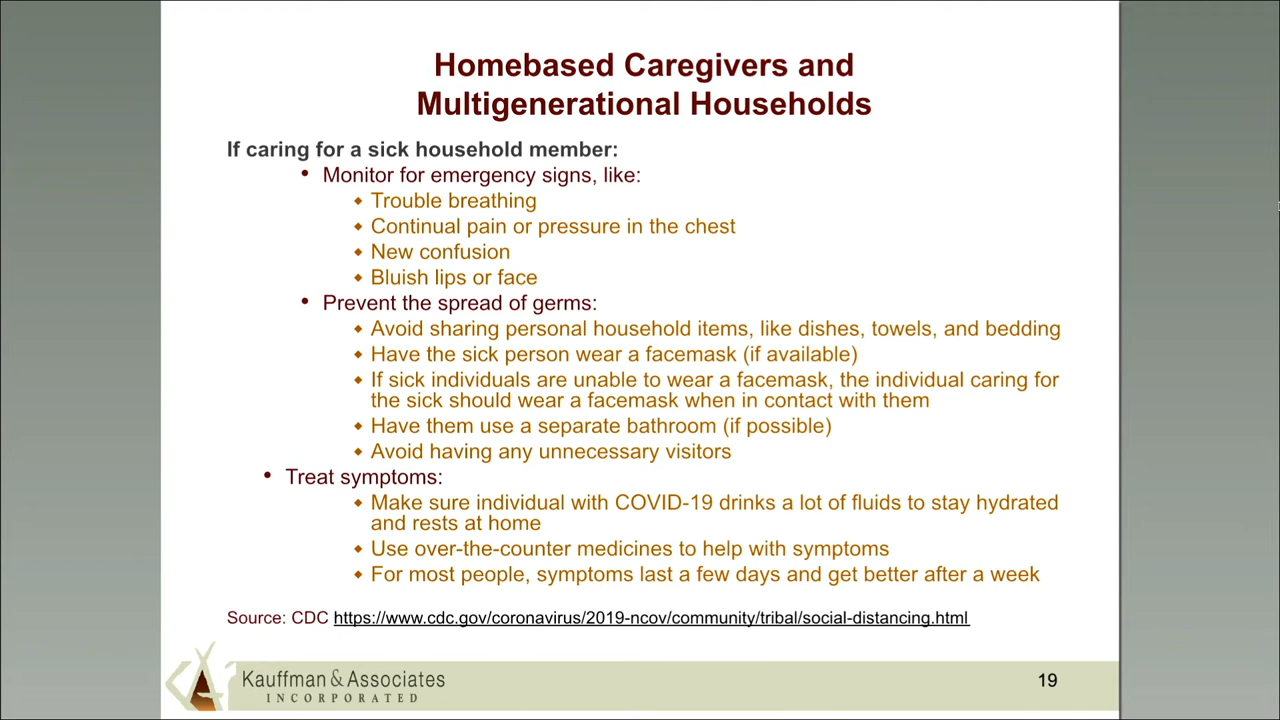 Homebased Caregivers and
Multigenerational Households
If caring for a sick household member:
• Monitor for emergency signs, like:
◆ Trouble breathing
◆ Continual pain or pressure in the chest
◆ New confusion
◆ Bluish lips or face
• Prevent the spread of germs:
◆ Avoid sharing personal household items, like dishes, towels, and bedding
◆ Have the sick person wear a facemask (if available)
◆ If sick individuals are unable to wear a facemask, the individual caring for
the sick should wear a facemask when in contact with them
◆ Have them use a separate bathroom (if possible)
◆ Avoid having any unnecessary visitors
• Treat symptoms:
◆ Make sure individual with COVID-19 drinks a lot of fluids to stay hydrated
and rests at home
◆ Use over-the-counter medicines to help with symptoms
◆ For most people, symptoms last a few days and get better after a week
Source: CDC https://www.cdc.gov/coronavirus/2019-ncov/community/tribal/social-distancing.html
Kauffman & Associates
INCORPORATED
19